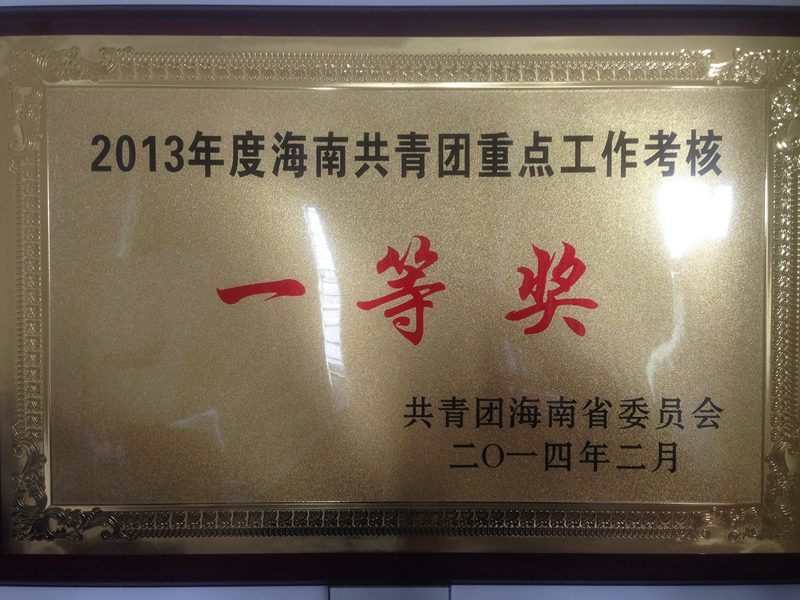 2013年度海南共青团重点工作考核
一等奖
共青团海南省委员会
二〇一四年二月